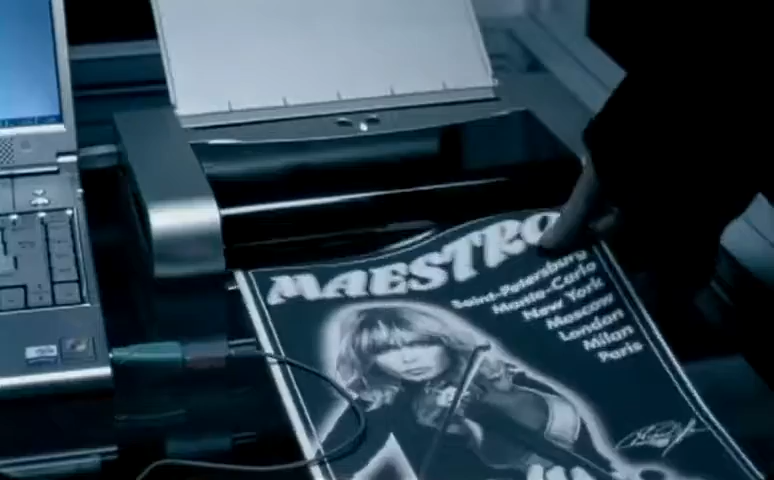 MAESTRO
Saint-Petersburg
Monte-Carlo
New York
Moscow
London
Milan
Paris